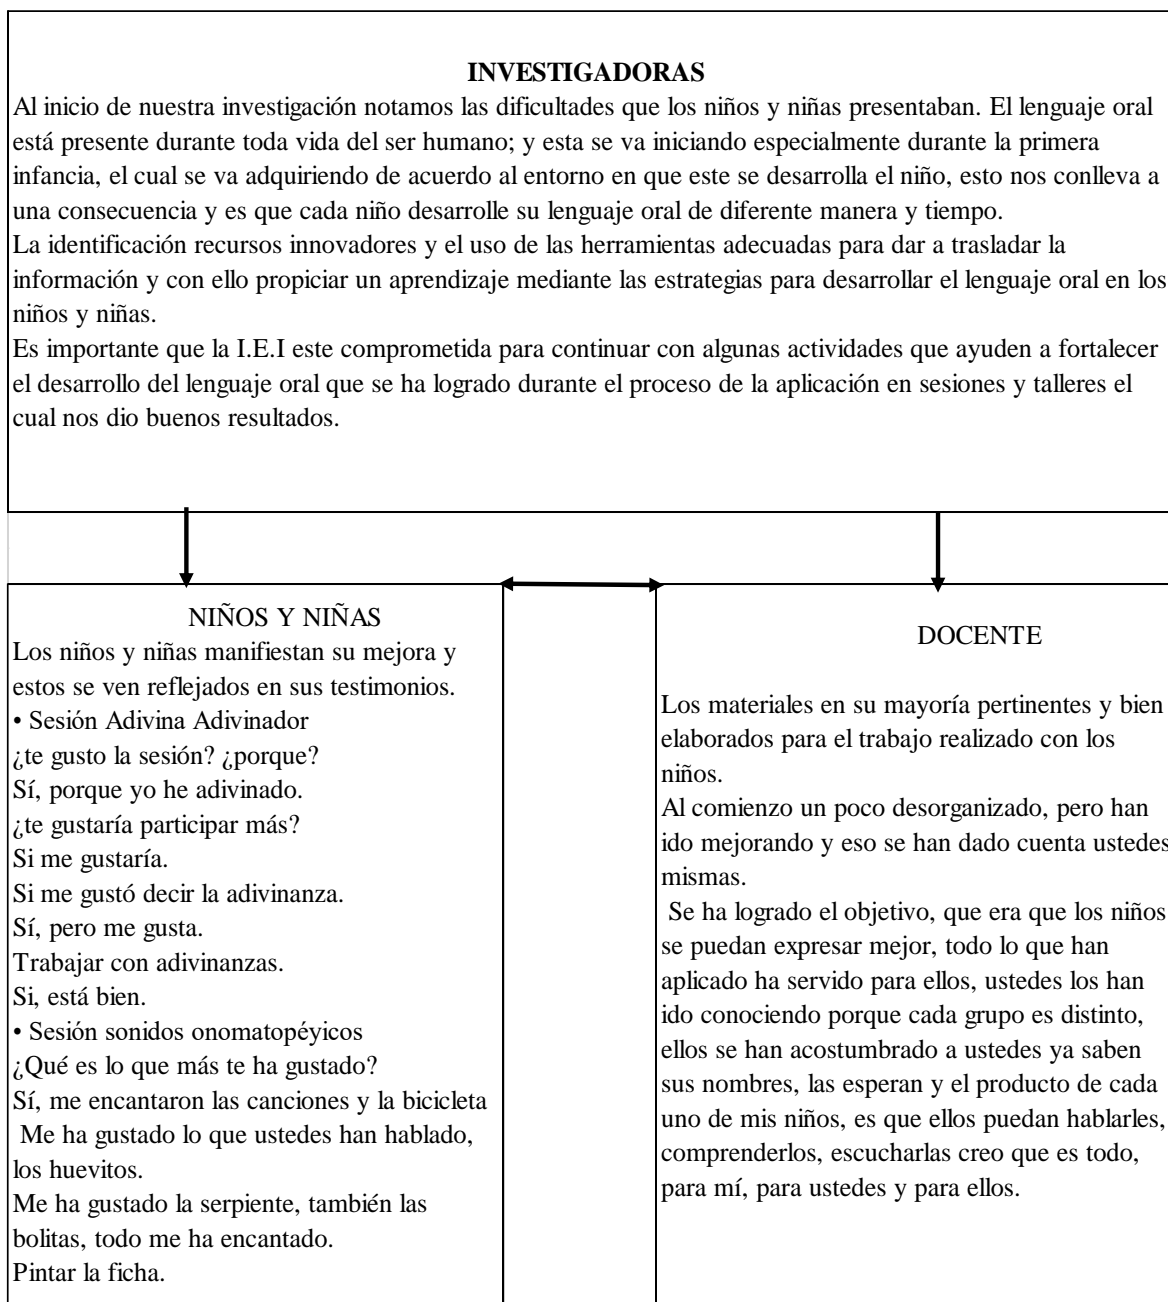 INVESTIGADORAS
Al inicio de nuestra investigación notamos las dificultades que los niños y niñas presentaban. El lenguaje oral
está presente durante toda vida del ser humano; y esta se va iniciando especialmente durante la primera
infancia, el cual se va adquiriendo de acuerdo al entorno en que este se desarrolla el niño, esto nos conlleva a
una consecuencia y es que cada niño desarrolle su lenguaje oral de diferente manera y tiempo.
La identificación recursos innovadores y el uso de las herramientas adecuadas para dar a trasladar la
información y con ello propiciar un aprendizaje mediante las estrategias para desarrollar el lenguaje oral en los
niños y niñas.
Es importante que la I.E.I este comprometida para continuar con algunas actividades que ayuden a fortalecer
el desarrollo del lenguaje oral que se ha logrado durante el proceso de la aplicación en sesiones y talleres el
cual nos dio buenos resultados.
NIÑOS Y NIÑAS
Los niños y niñas manifiestan su mejora y
estos se ven reflejados en sus testimonios.
• Sesión Adivina Adivinador
¿te gusto la sesión? ¿porque?
Sí, porque yo he adivinado.
¿te gustaría participar más?
Si me gustaría.
Si me gustó decir la adivinanza.
Sí, pero me gusta.
Trabajar con adivinanzas.
Si, está bien.
• Sesión sonidos onomatopéyicos
¿Qué es lo que más te ha gustado?
Sí, me encantaron las canciones y la bicicleta
Me ha gustado lo que ustedes han hablado,
los huevitos.
Me ha gustado la serpiente, también las
bolitas, todo me ha encantado.
Pintar la ficha.
DOCENTE
Los materiales en su mayoría pertinentes y bien
elaborados para el trabajo realizado con los
niños.
Al comienzo un poco desorganizado, pero han
ido mejorando y eso se han dado cuenta ustedes
mismas.
Se ha logrado el objetivo, que era que los niños
se puedan expresar mejor, todo lo que han
aplicado ha servido para ellos, ustedes los han
ido conociendo porque cada grupo es distinto,
ellos se han acostumbrado a ustedes ya saben
sus nombres, las esperan y el producto de cada
uno de mis niños, es que ellos puedan hablarles,
comprenderlos, escucharlas creo que es todo,
para mí, para ustedes y para ellos.